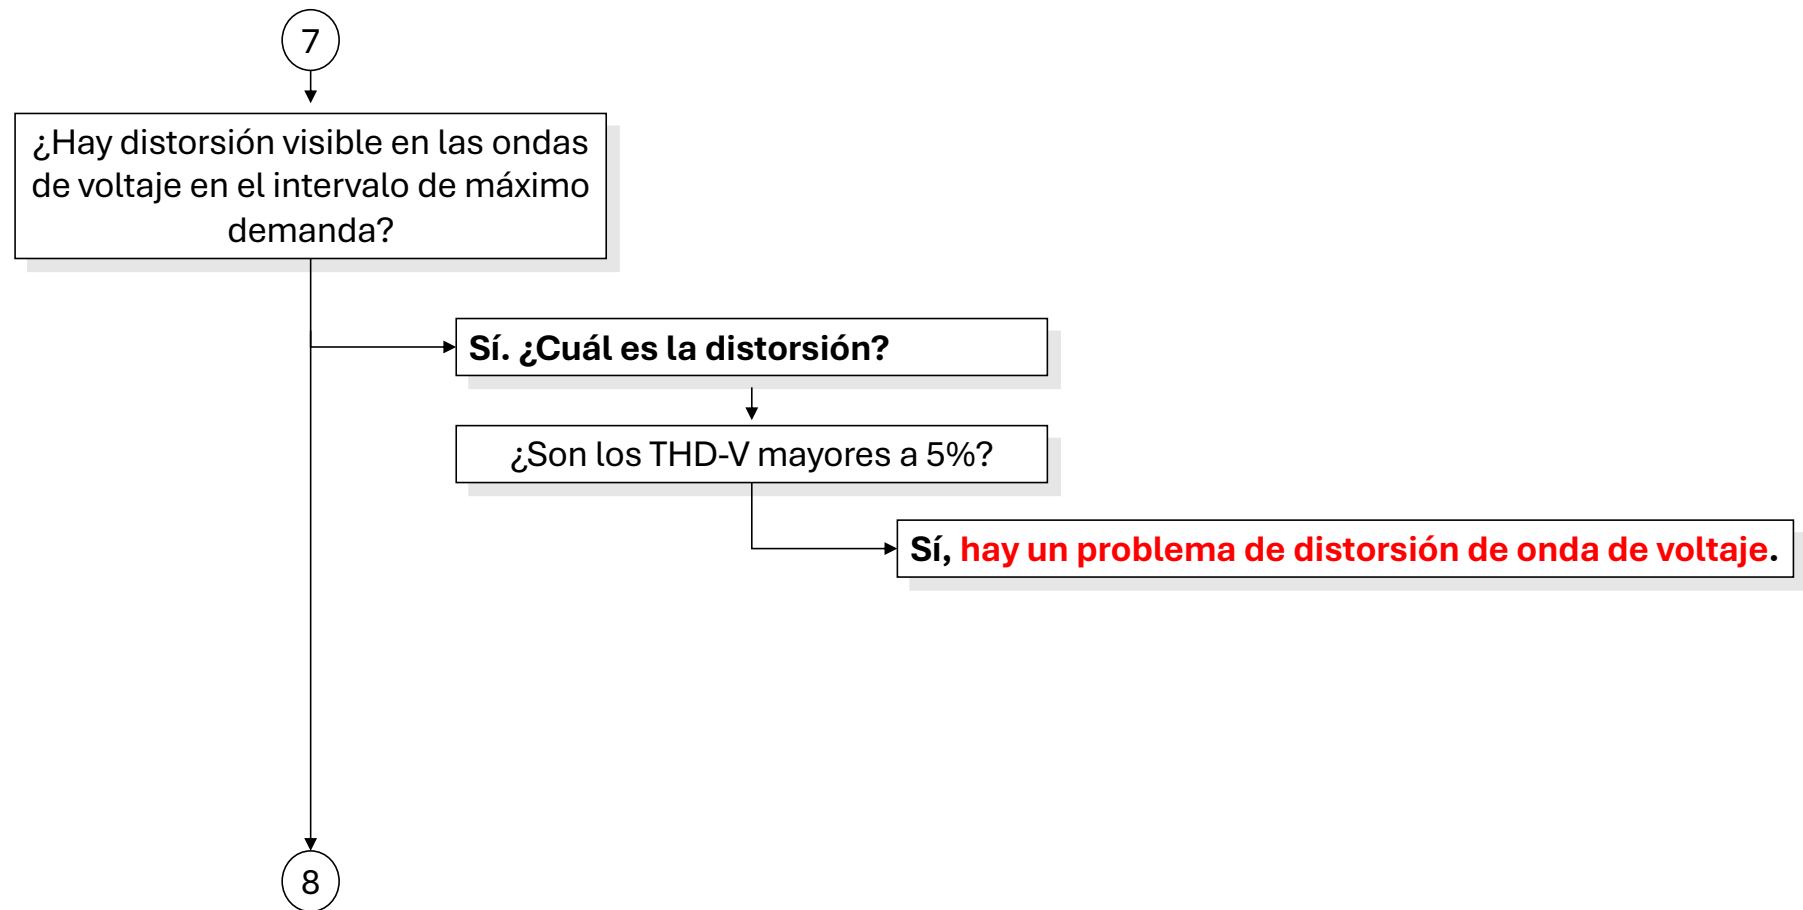 7
¿Hay distorsión visible en las ondas
de voltaje en el intervalo de máximo
demanda?
Sí. ¿Cuál es la distorsión?
¿Son los THD-V mayores a 5%?
Sí, hay un problema de distorsión de onda de voltaje.
8